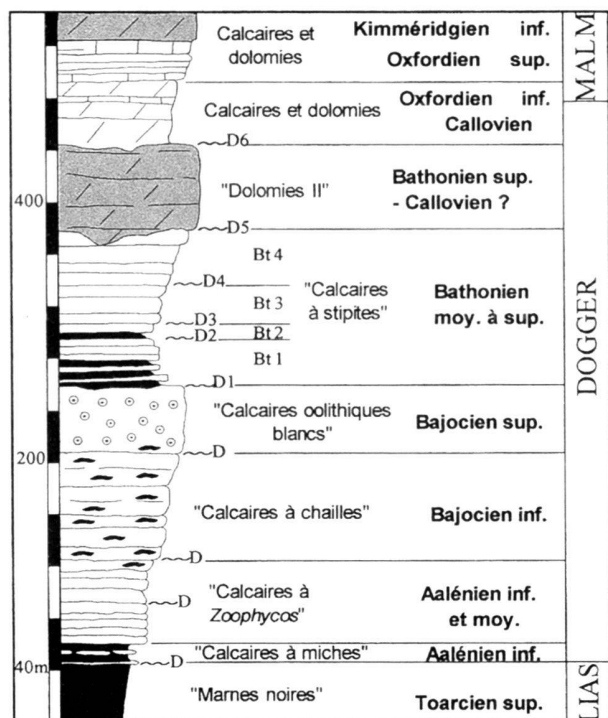 Calcaires et
dolomies
Kimméridgien inf.
Oxfordien sup.
MALM
Calcaires et dolomies
Oxfordien inf.
Callovien
D6
400
"Dolomies II"
Bathonien sup.
- Callovien ?
D5
Bt 4
D4
Bt 3
"Calcaires
à stipites"
Bathonien
moy. à sup.
D3
D2
Bt 2
Bt 1
D1
DOGGER
"Calcaires oolithiques
blancs"
Bajocien sup.
D
200
"Calcaires à chailles"
Bajocien inf.
D
"Calcaires à
Zoophycos"
Aalénien inf.
et moy.
D
"Calcaires à miches"
Aalénien inf.
D
40m
"Marnes noires"
Toarcien sup.
LIAS